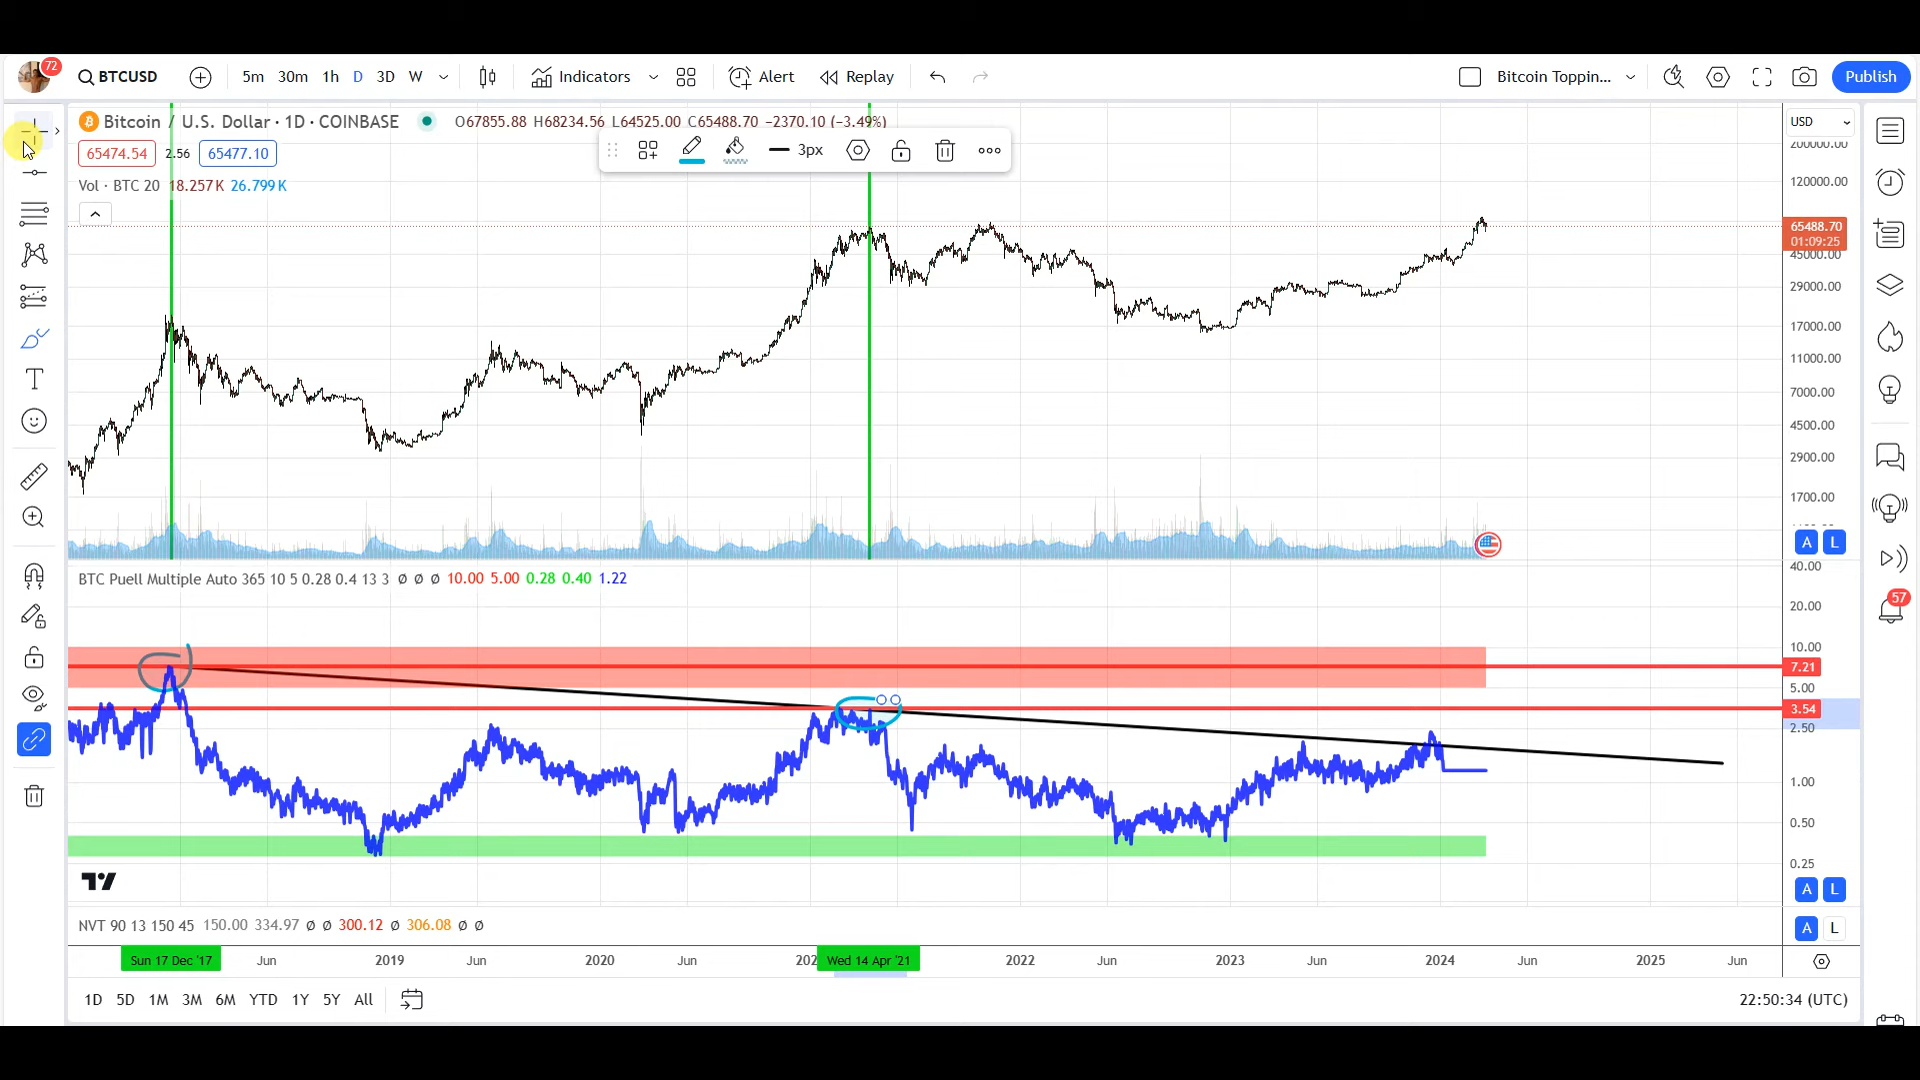 72
BTCUSD
5m 30m 1h D 3D W
Indicators
Alert
Replay
Bitcoin Toppin...
Publish
Bitcoin / U.S. Dollar · 1D · COINBASE
O67855.88 H68234.56 L64525.00 C65488.70 −2370.10 (−3.49%)
USD
65474.54 2.56 65477.10
3px
Vol · BTC 20 18.257K 26.799K
200000.00
120000.00
65488.70
01:09:25
45000.00
29000.00
17000.00
11000.00
7000.00
4500.00
2900.00
1700.00
A L
BTC Puell Multiple Auto 365 10 5 0.28 0.4 13 3 ø ø ø 10.00 5.00 0.28 0.40 1.22
40.00
20.00
10.00
7.21
5.00
3.54
2.50
1.00
0.50
0.25
57
A L
NVT 90 13 150 45 150.00 334.97 ø ø 300.12 ø 306.08 ø ø
A L
Sun 17 Dec '17 Jun 2019 Jun 2020 Jun Wed 14 Apr '21 2022 Jun 2023 Jun 2024 Jun 2025 Jun
1D 5D 1M 3M 6M YTD 1Y 5Y All
22:50:34 (UTC)